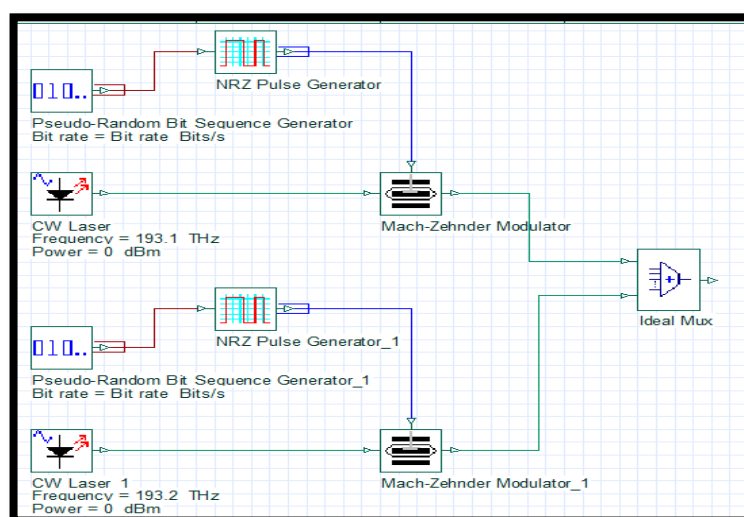 NRZ Pulse Generator
010..
Pseudo-Random Bit Sequence Generator
Bit rate = Bit rate Bits/s
CW Laser
Frequency = 193.1 THz
Power = 0 dBm
Mach-Zehnder Modulator
Ideal Mux
NRZ Pulse Generator_1
010..
Pseudo-Random Bit Sequence Generator_1
Bit rate = Bit rate Bits/s
CW Laser 1
Frequency = 193.2 THz
Power = 0 dBm
Mach-Zehnder Modulator_1